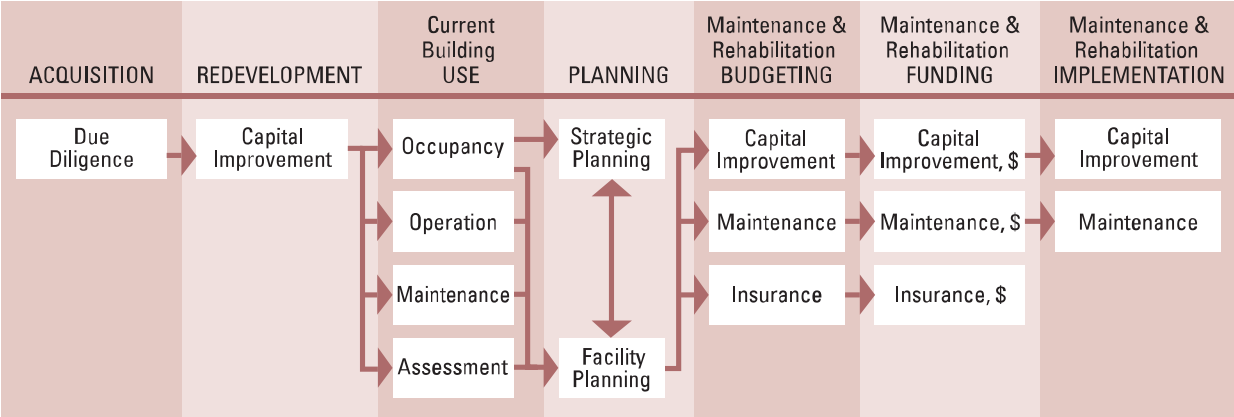 ACQUISITION
REDEVELOPMENT
Current
Building
USE
PLANNING
Maintenance &
Rehabilitation
BUDGETING
Maintenance &
Rehabilitation
FUNDING
Maintenance &
Rehabilitation
IMPLEMENTATION
Due
Diligence
Capital
Improvement
Occupancy
Operation
Maintenance
Assessment
Strategic
Planning
Facility
Planning
Capital
Improvement
Maintenance
Insurance
Capital
Improvement, $
Maintenance, $
Insurance, $
Capital
Improvement
Maintenance